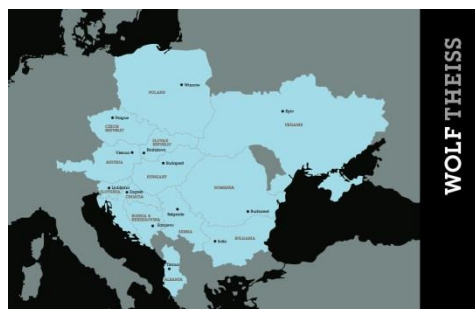 Warsaw
POLAND
Prague
CZECH
REPUBLIC
Kyiv
UKRAINE
SLOVAK
REPUBLIC
Vienna
Bratislava
AUSTRIA
Budapest
HUNGARY
Ljubljana
SLOVENIA
Zagreb
CROATIA
ROMANIA
BOSNIA &
HERZEGOVINA
Belgrade
Bucharest
Sarajevo
SERBIA
Sofia
BULGARIA
Tirana
ALBANIA
WOLF THEISS